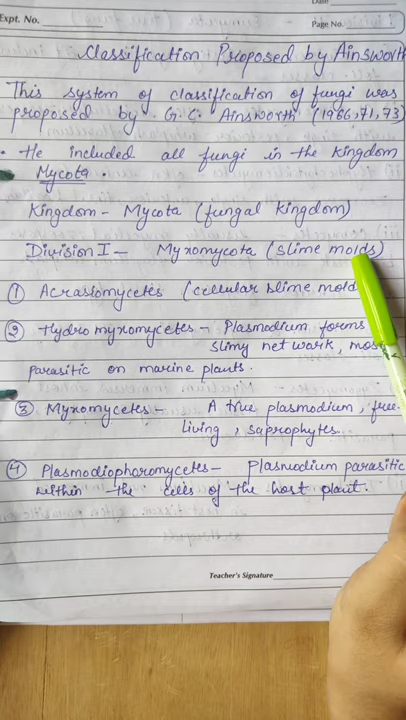 Expt. No.
Page No.
Classification Proposed by Ainsworth
This system of classification of fungi was
proposed by G.C. Ainsworth (1966,71,73)
• He included all fungi in the Kingdom
Mycota.
Kingdom - Mycota (fungal Kingdom)
Division I - Myxomycota (slime molds)
① Acrasiomycetes (cellular slime mold
② Hydromyxomycetes - Plasmodium forms
slimy net work, mos
parasitic on marine plants.
③ Myxomycetes - A true plasmodium, free-
living, saprophytes.
④ Plasmodiophoromycetes - Plasmodium parasitic
within the cells of the host plant.
Teacher's Signature